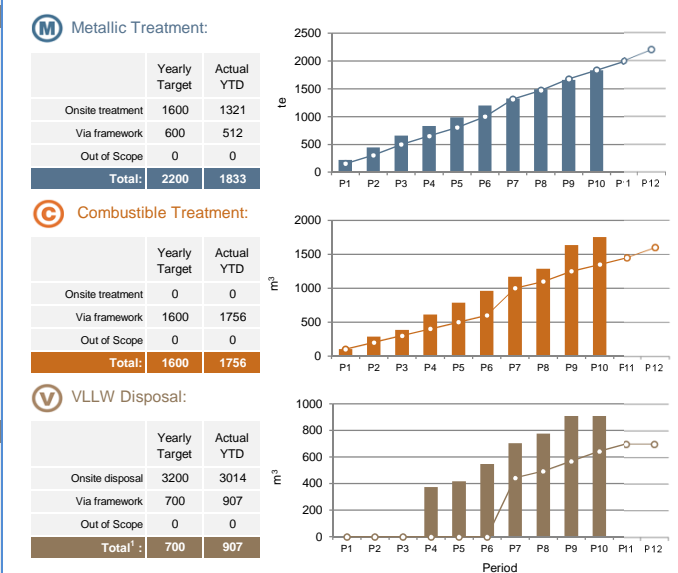 M Metallic Treatment:
Yearly Target Actual YTD
Onsite treatment 1600 1321
Via framework 600 512
Out of Scope 0 0
Total: 2200 1833
2500
2000
1500
1000
500
0
te
P1 P2 P3 P4 P5 P6 P7 P8 P9 P10 P11 P12
C Combustible Treatment:
Yearly Target Actual YTD
Onsite treatment 0 0
Via framework 1600 1756
Out of Scope 0 0
Total: 1600 1756
2000
1500
1000
500
0
m³
P1 P2 P3 P4 P5 P6 P7 P8 P9 P10 P11 P12
V VLLW Disposal:
Yearly Target Actual YTD
Onsite disposal 3200 3014
Via framework 700 907
Out of Scope 0 0
Total¹ : 700 907
1000
800
600
400
200
0
m³
P1 P2 P3 P4 P5 P6 P7 P8 P9 P10 P11 P12
Period